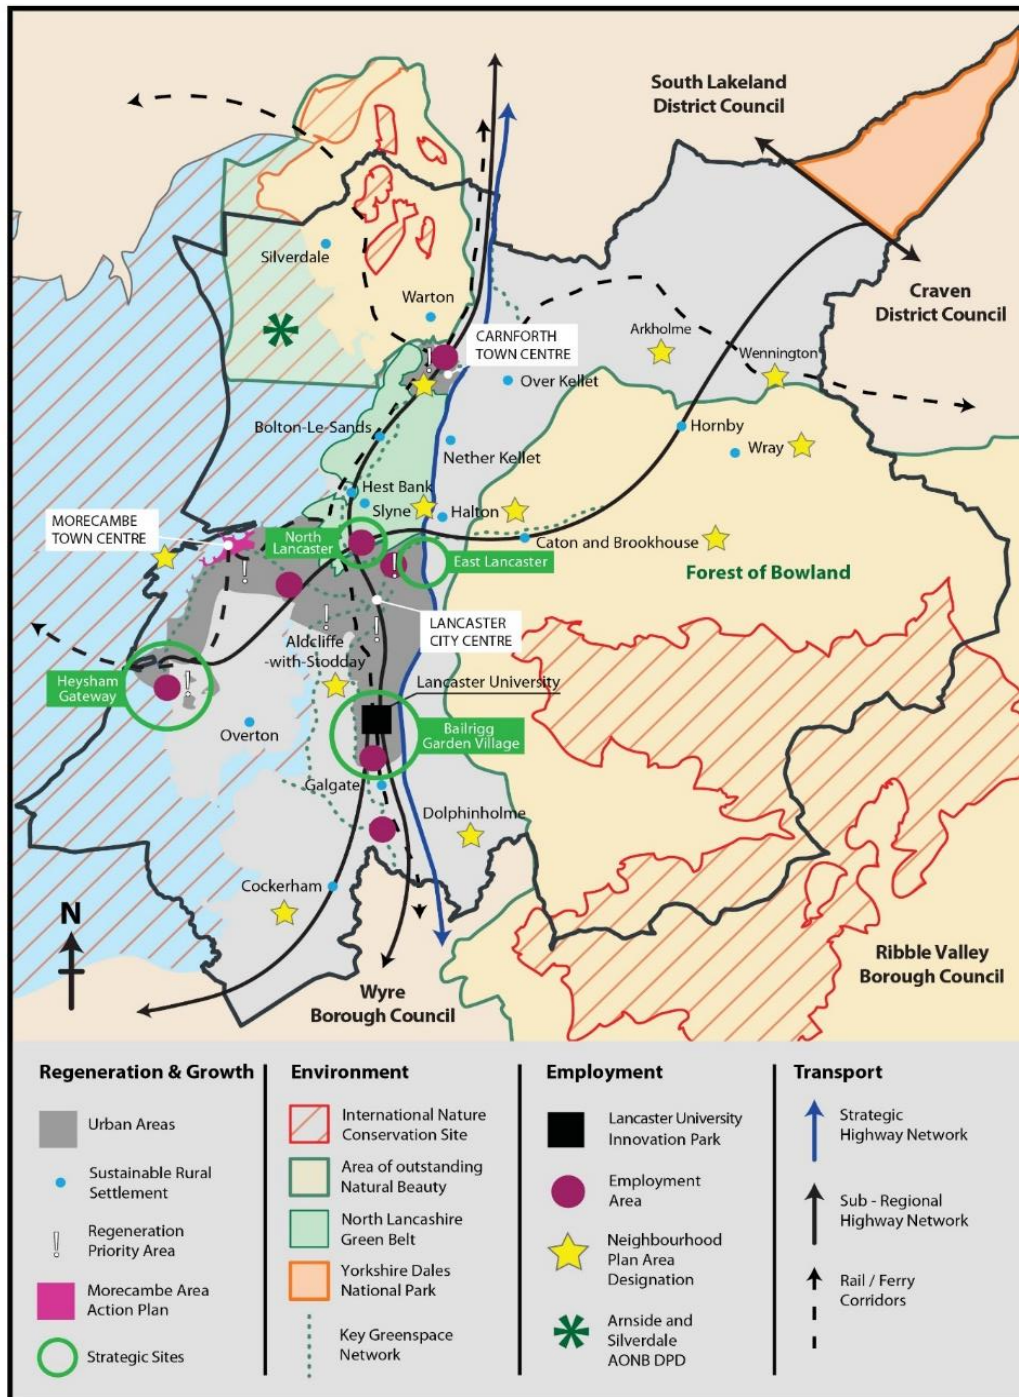 South Lakeland
District Council
Silverdale
Warton
Craven
District Council
CARNFORTH
TOWN CENTRE
Arkholme
Wennington
Over Kellet
Bolton-Le-Sands
Hornby
Wray
Nether Kellet
Hest Bank
Slyne
Halton
MORECAMBE
TOWN CENTRE
North
Lancaster
Caton and Brookhouse
East Lancaster
Forest of Bowland
LANCASTER
CITY CENTRE
Aldcliffe
-with-Stodday
Heysham
Gateway
Lancaster University
Overton
Bailrigg
Garden Village
Galgate
Dolphinholme
Cockerham
N
Ribble Valley
Borough Council
Wyre
Borough Council
Regeneration & Growth
Urban Areas
Sustainable Rural
Settlement
! Regeneration
Priority Area
Morecambe Area
Action Plan
Strategic Sites
Environment
International Nature
Conservation Site
Area of outstanding
Natural Beauty
North Lancashire
Green Belt
Yorkshire Dales
National Park
Key Greenspace
Network
Employment
Lancaster University
Innovation Park
Employment
Area
Neighbourhood
Plan Area
Designation
Arnside and
Silverdale
AONB DPD
Transport
Strategic
Highway Network
Sub - Regional
Highway Network
Rail / Ferry
Corridors